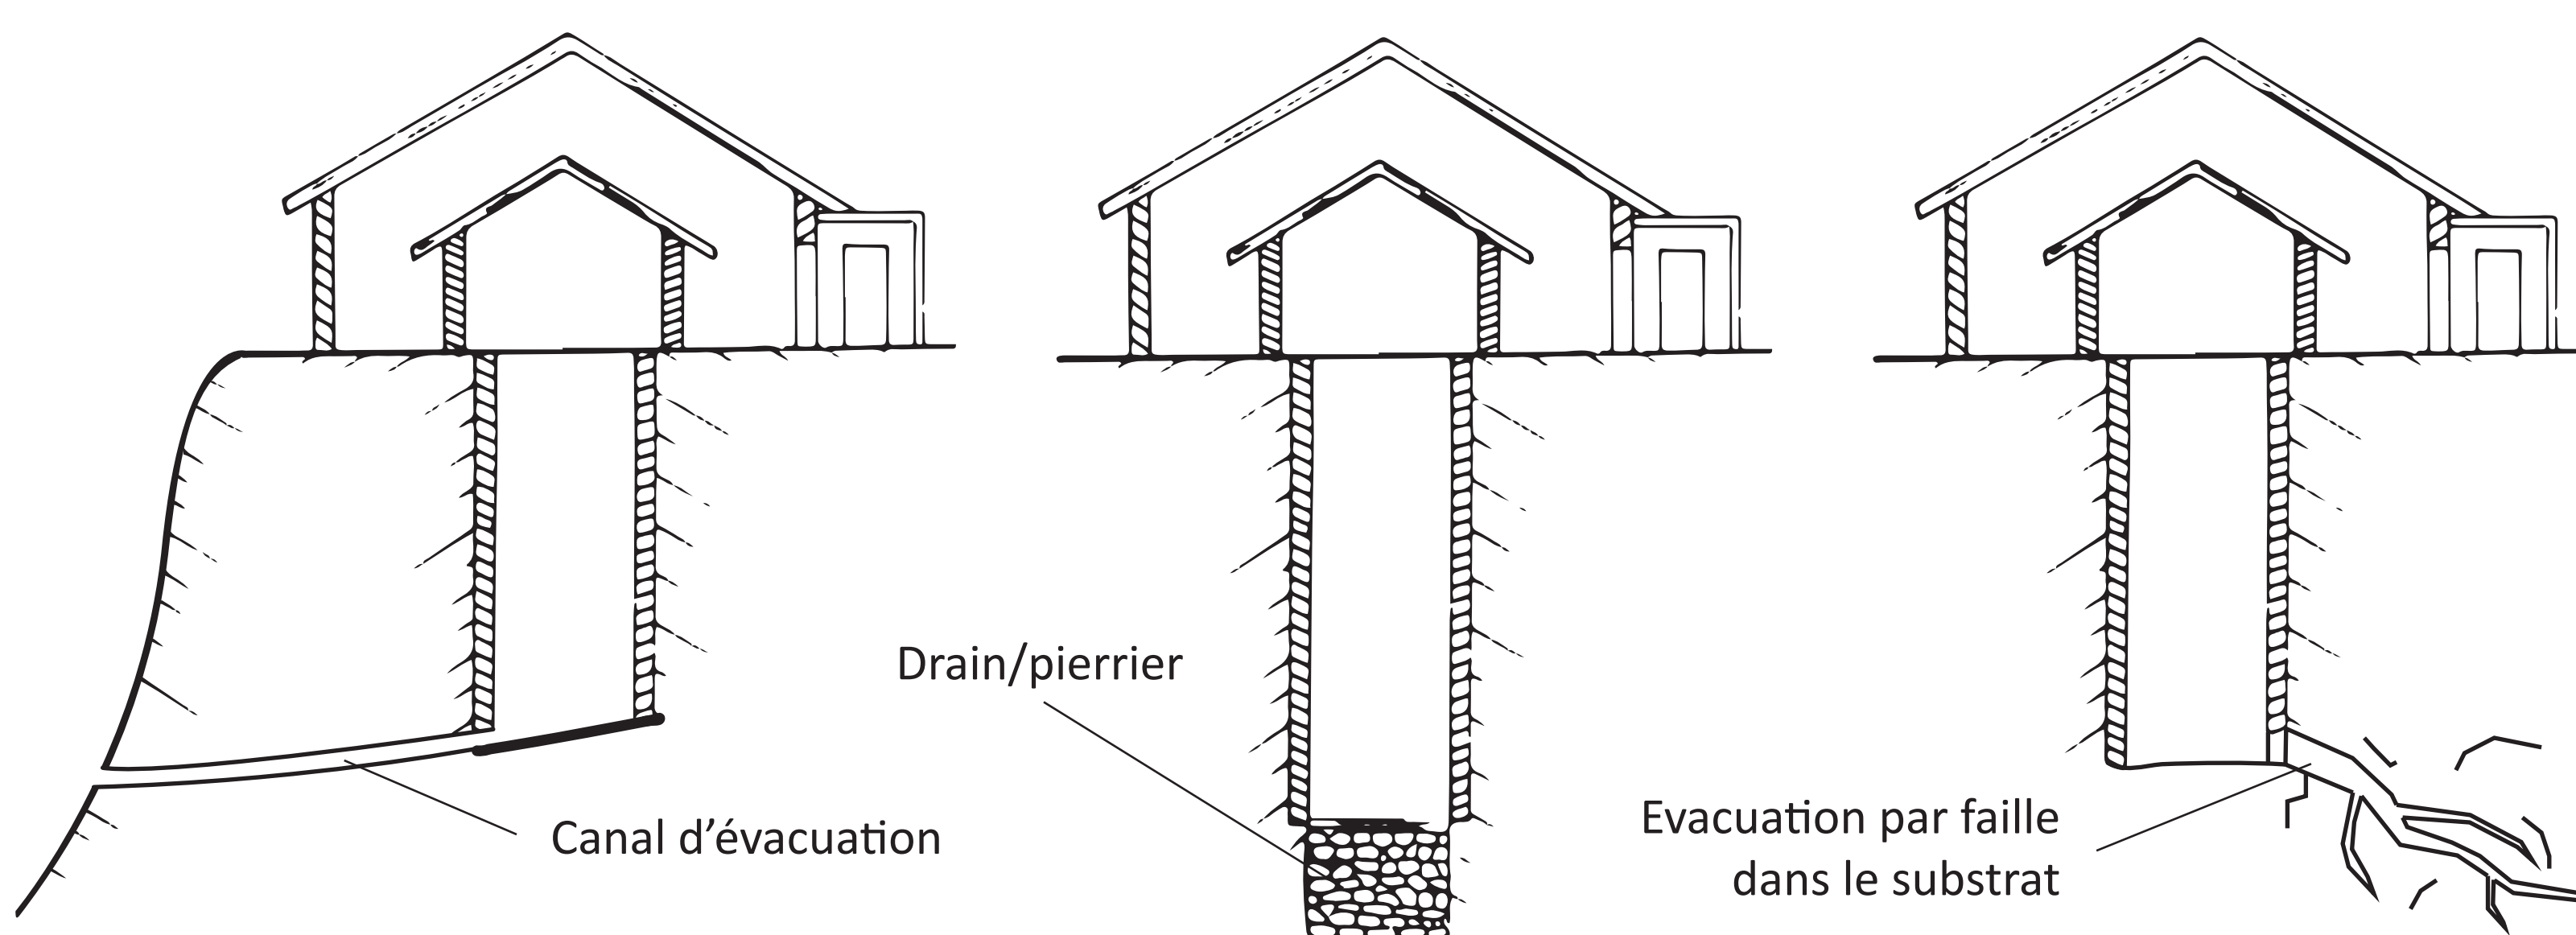 Drain/pierrier
Canal d’évacuation
Evacuation par faille
dans le substrat